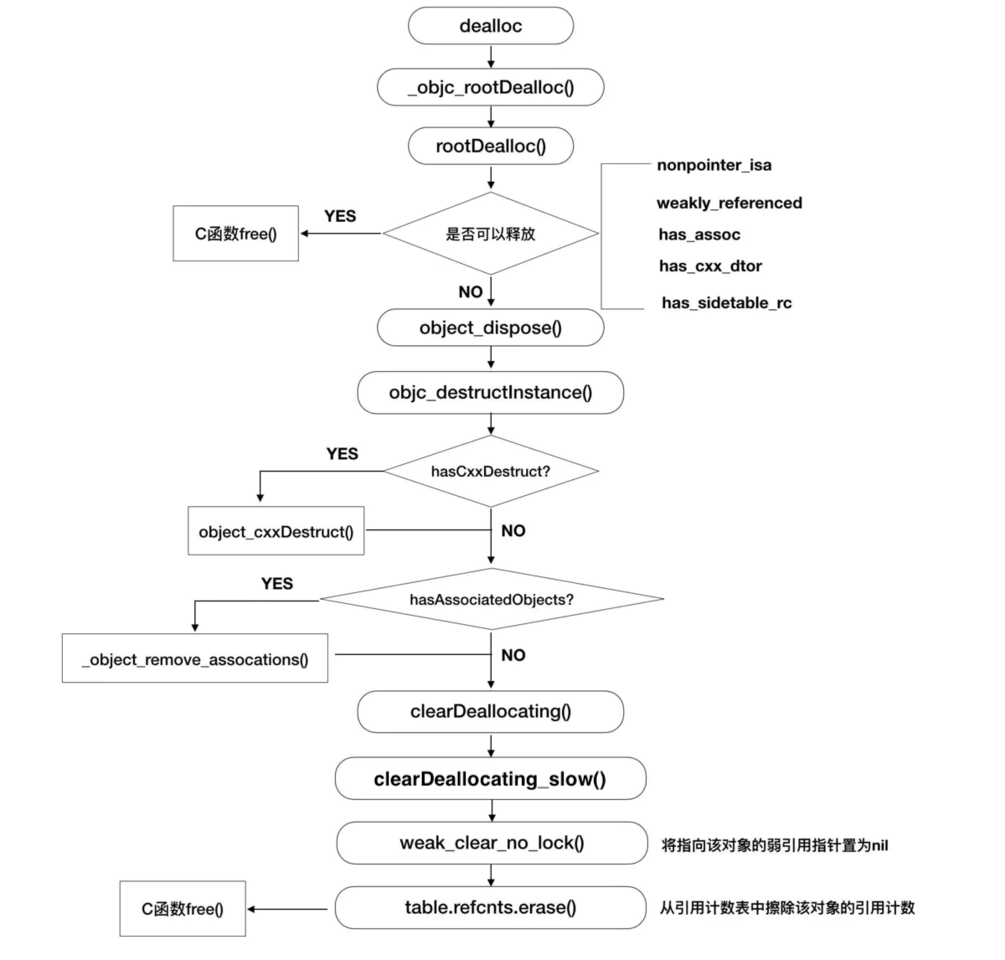 dealloc
_objc_rootDealloc()
rootDealloc()
nonpointer_isa
weakly_referenced
has_assoc
has_cxx_dtor
has_sidetable_rc
YES
C函数free()
是否可以释放
NO
object_dispose()
objc_destructInstance()
YES
hasCxxDestruct?
object_cxxDestruct()
NO
YES
hasAssociatedObjects?
_object_remove_assocations()
NO
clearDeallocating()
clearDeallocating_slow()
weak_clear_no_lock()
将指向该对象的弱引用指针置为nil
C函数free()
table.refcnts.erase()
从引用计数表中擦除该对象的引用计数